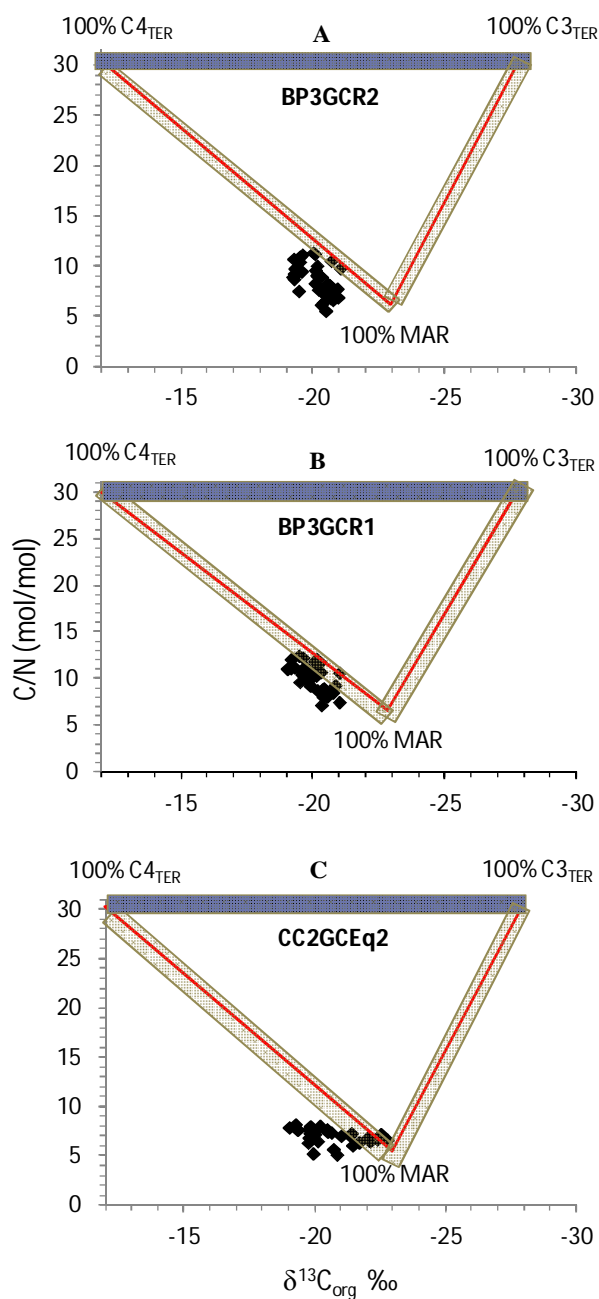 100% C4TER A 100% C3TER
30
BP3GCR2
25
20
15
10
5
100% MAR
0
-15 -20 -25 -30
100% C4TER B 100% C3TER
30
BP3GCR1
25
20
C/N (mol/mol)
15
10
5
100% MAR
0
-15 -20 -25 -30
100% C4TER C 100% C3TER
30
CC2GCEq2
25
20
15
10
5
100% MAR
0
-15 -20 -25 -30
δ13Corg ‰